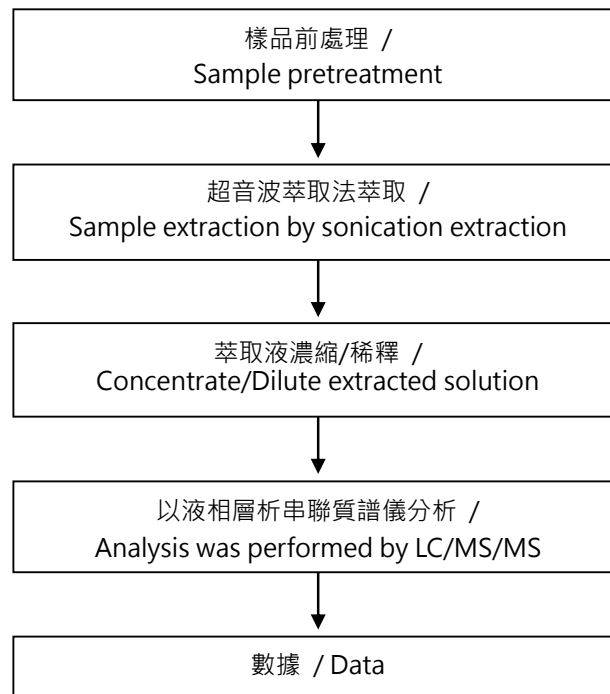 樣品前處理 /
Sample pretreatment
超音波萃取法萃取 /
Sample extraction by sonication extraction
萃取液濃縮/稀釋 /
Concentrate/Dilute extracted solution
以液相層析串聯質譜儀分析 /
Analysis was performed by LC/MS/MS
數據 / Data